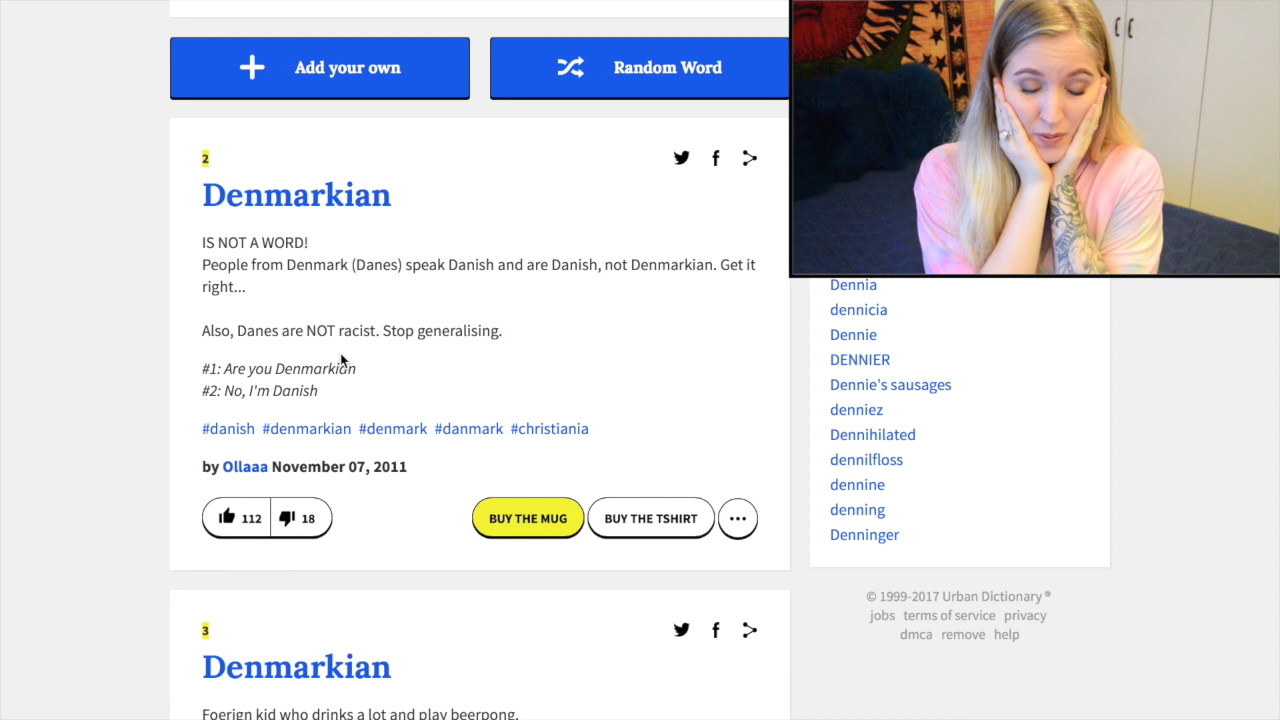 Add your own
Random Word
2
Denmarkian
IS NOT A WORD!
People from Denmark (Danes) speak Danish and are Danish, not Denmarkian. Get it
right...
Also, Danes are NOT racist. Stop generalising.
#1: Are you Denmarkian
#2: No, I'm Danish
#danish #denmarkian #denmark #danmark #christiania
by Ollaaa November 07, 2011
112
18
BUY THE MUG
BUY THE TSHIRT
3
Denmarkian
Foerign kid who drinks a lot and play beerpong.
Dennia
dennicia
Dennie
DENNIER
Dennie's sausages
denniez
Dennihilated
dennilfloss
dennine
denning
Denninger
© 1999-2017 Urban Dictionary ®
jobs terms of service privacy
dmca remove help